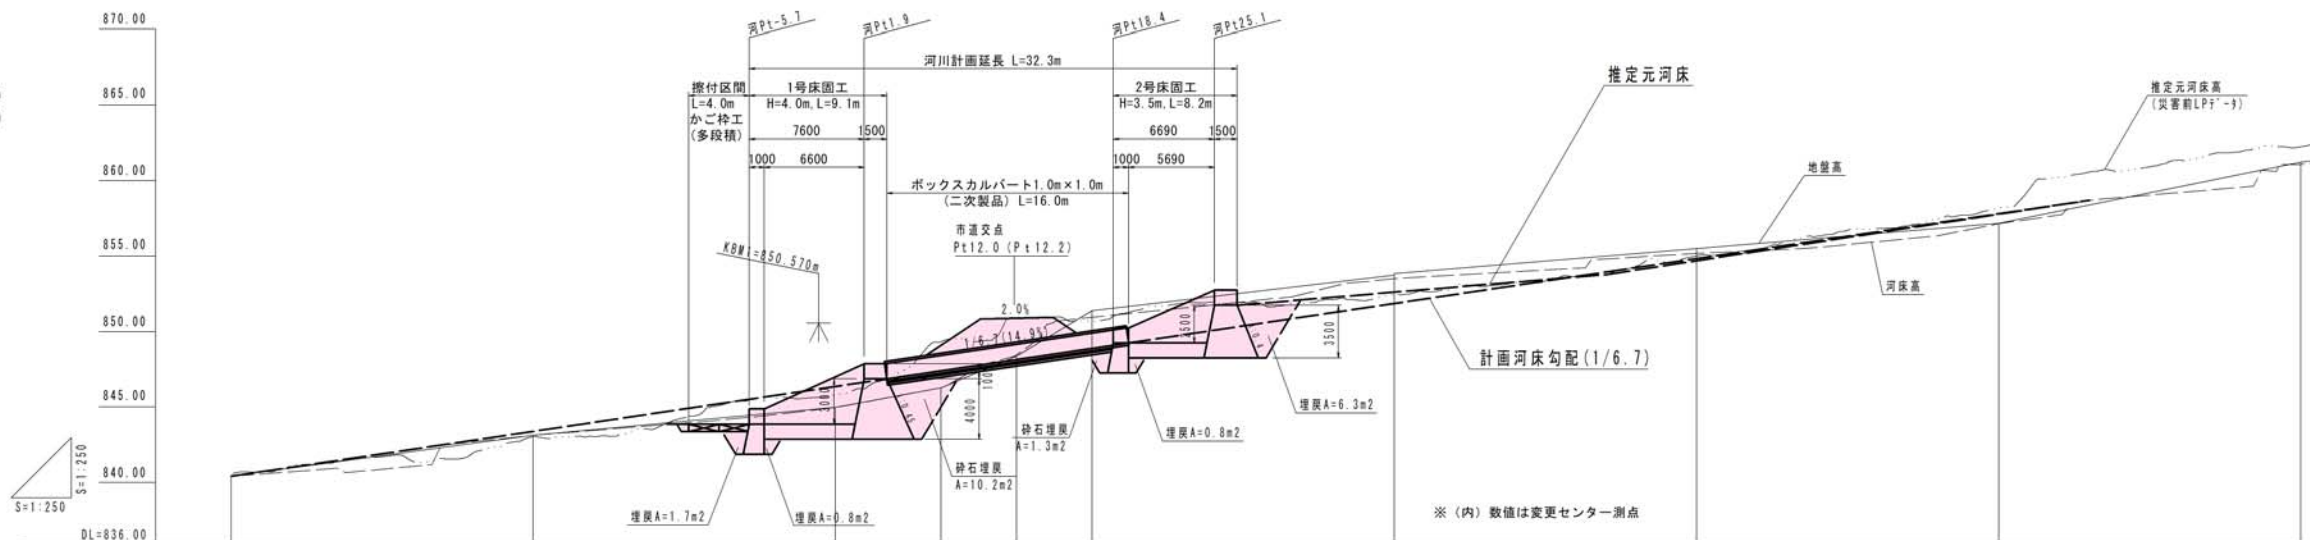 870.00
865.00
860.00
855.00
850.00
845.00
840.00
DL=836.00
S=1:250
S=1:250
河Pt-5.7
河Pt1.9
河Pt18.4
河Pt25.1
河川計画延長 L=32.3m
擦付区間
L=4.0m
かご枠工
(多段積)
1号床固工
H=4.0m,L=9.1m
7600
1500
1000
6600
2号床固工
H=3.5m,L=8.2m
6690
1500
1000
5690
ボックスカルバート1.0m×1.0m
(二次製品) L=16.0m
市道交点
Pt12.0 (Pt12.2)
KBM1=850.570m
2.0%
1/6.7(14.9%)
3000
0.45
4000
3500
推定元河床
推定元河床高
(災害前LPデータ)
地盤高
河床高
計画河床勾配(1/6.7)
埋戻A=6.3m2
埋戻A=0.8m2
砕石埋戻
A=1.3m2
砕石埋戻
A=10.2m2
埋戻A=1.7m2
埋戻A=0.8m2
※ (内) 数値は変更センター測点